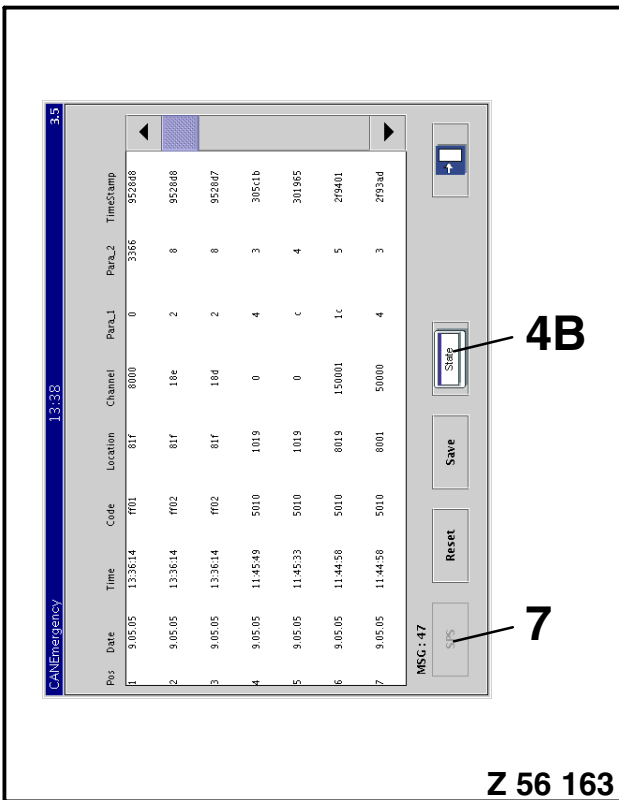 CANEmergency 13:38 3.5
Pos Date Time Code Location Channel Para_1 Para_2 TimeStamp
1 9.05.05 13:36:14 ff01 81f 8000 0 3366 9528d8
2 9.05.05 13:36:14 ff02 81f 18e 2 8 9528d8
3 9.05.05 13:36:14 ff02 81f 18d 2 8 9528d7
4 9.05.05 11:45:49 5010 1019 0 4 3 305c1b
5 9.05.05 11:45:33 5010 1019 0 c 4 301965
6 9.05.05 11:44:58 5010 8019 150001 1c 5 2f9401
7 9.05.05 11:44:58 5010 8001 50000 4 3 2f93ad
MSG : 47
SPS Reset Save State
4B
7
Z 56 163